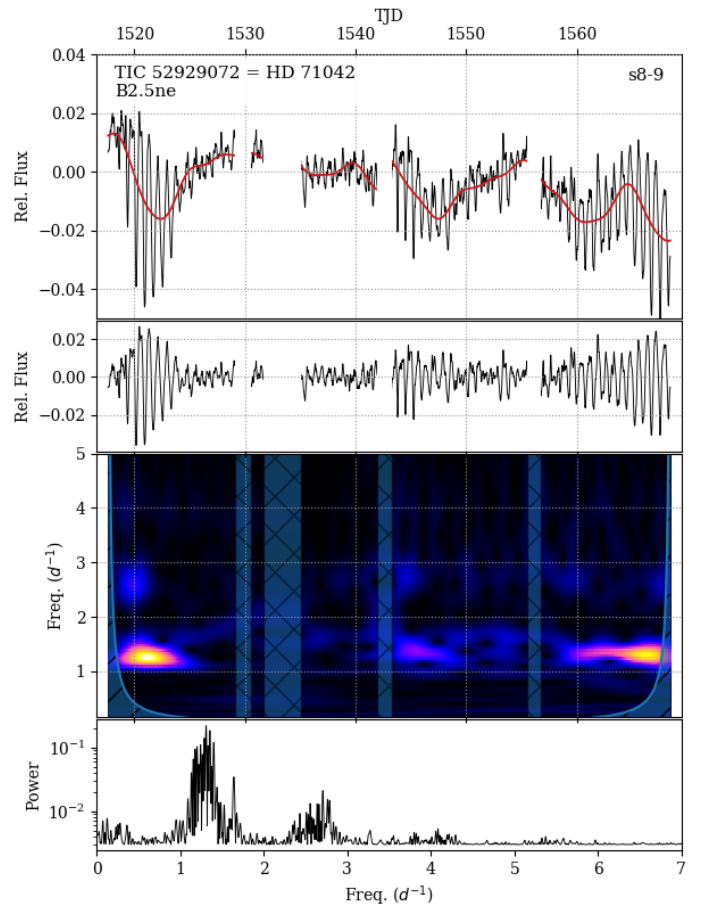 TJD
1520 1530 1540 1550 1560
0.04
TIC 52929072 = HD 71042 s8-9
B2.5ne
0.02
0.00
−0.02
−0.04
Rel. Flux
0.02
0.00
−0.02
Rel. Flux
5
4
3
2
1
Freq. (d⁻¹)
10⁻¹
10⁻²
Power
0 1 2 3 4 5 6 7
Freq. (d⁻¹)